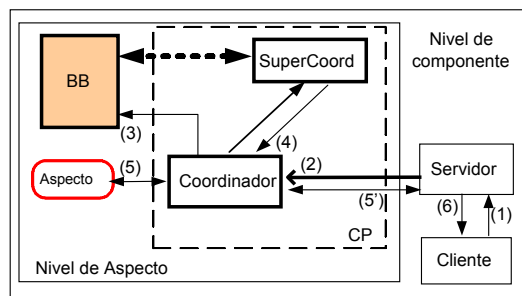 BB
SuperCoord
Nivel de
componente
(3)
(4)
Aspecto
(5)
Coordinador
(2)
(5')
Servidor
(6)
(1)
CP
Cliente
Nivel de Aspecto